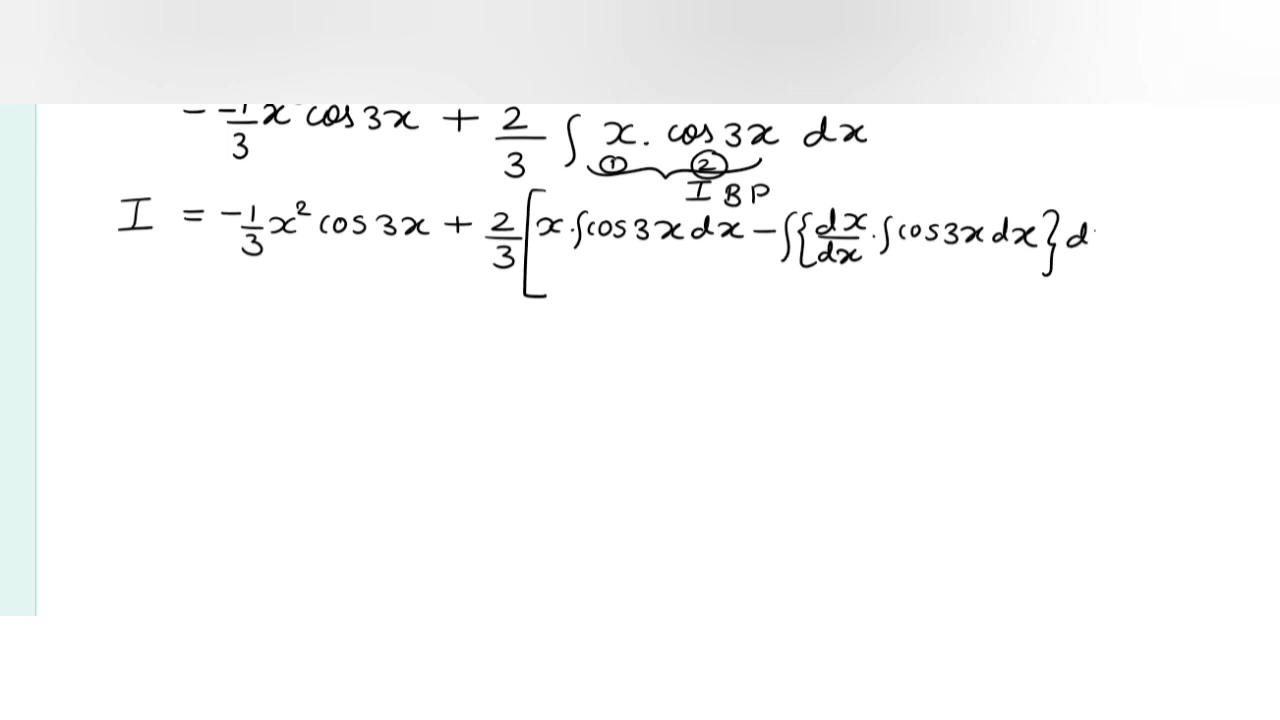 = -1/3 x² cos 3x + 2/3 ∫ x. cos 3x dx
① ②
I B P
I = -1/3 x² cos 3x + 2/3 [ x . ∫ cos 3x dx - ∫ { dx/dx . ∫ cos 3x dx } d